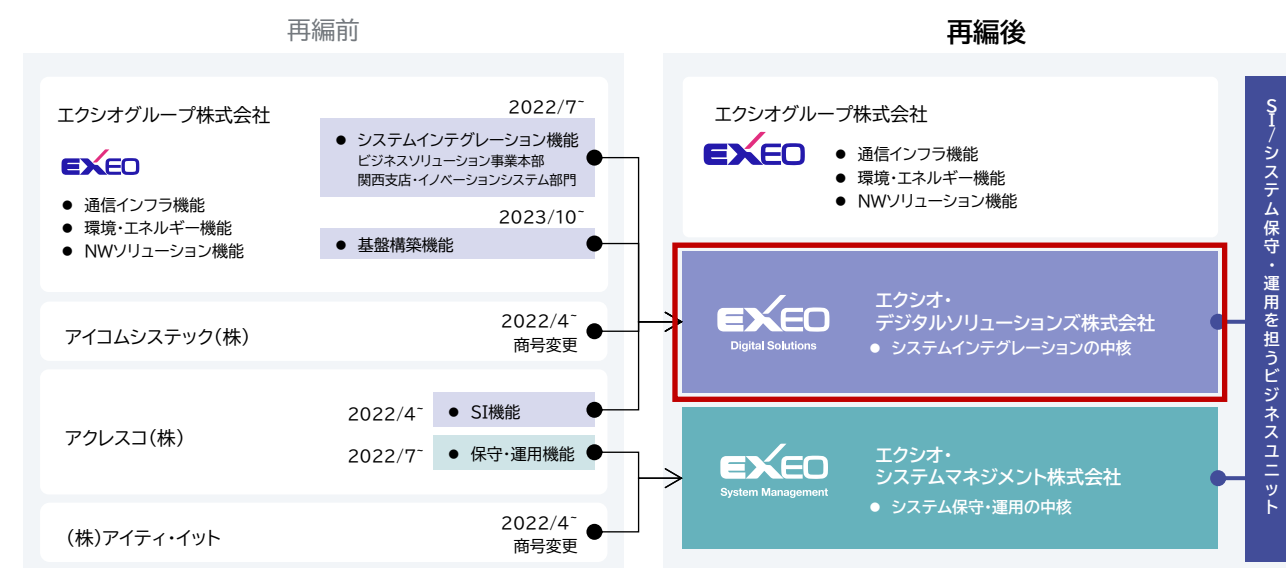 再編前
エクシオグループ株式会社
EXEO
● 通信インフラ機能
● 環境・エネルギー機能
● NWソリューション機能
2022/7~
● システムインテグレーション機能
ビジネスソリューション事業本部
関西支店・イノベーションシステム部門
2023/10~
● 基盤構築機能
アイコムシステック(株)
2022/4~
商号変更
アクレスコ(株)
2022/4~
● SI機能
2022/7~
● 保守・運用機能
(株)アイティ・イット
2022/4~
商号変更
再編後
エクシオグループ株式会社
EXEO
● 通信インフラ機能
● 環境・エネルギー機能
● NWソリューション機能
EXEO
Digital Solutions
エクシオ・
デジタルソリューションズ株式会社
● システムインテグレーションの中核
EXEO
System Management
エクシオ・
システムマネジメント株式会社
● システム保守・運用の中核
SI/システム保守・運用を担うビジネスユニット